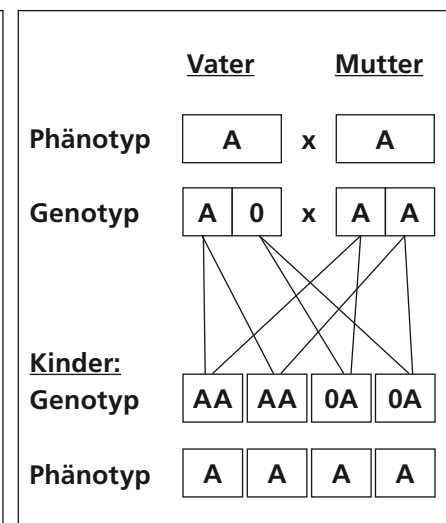 Vater Mutter
Phänotyp A x A
Genotyp A 0 x A A
Kinder:
Genotyp AA AA 0A 0A
Phänotyp A A A A